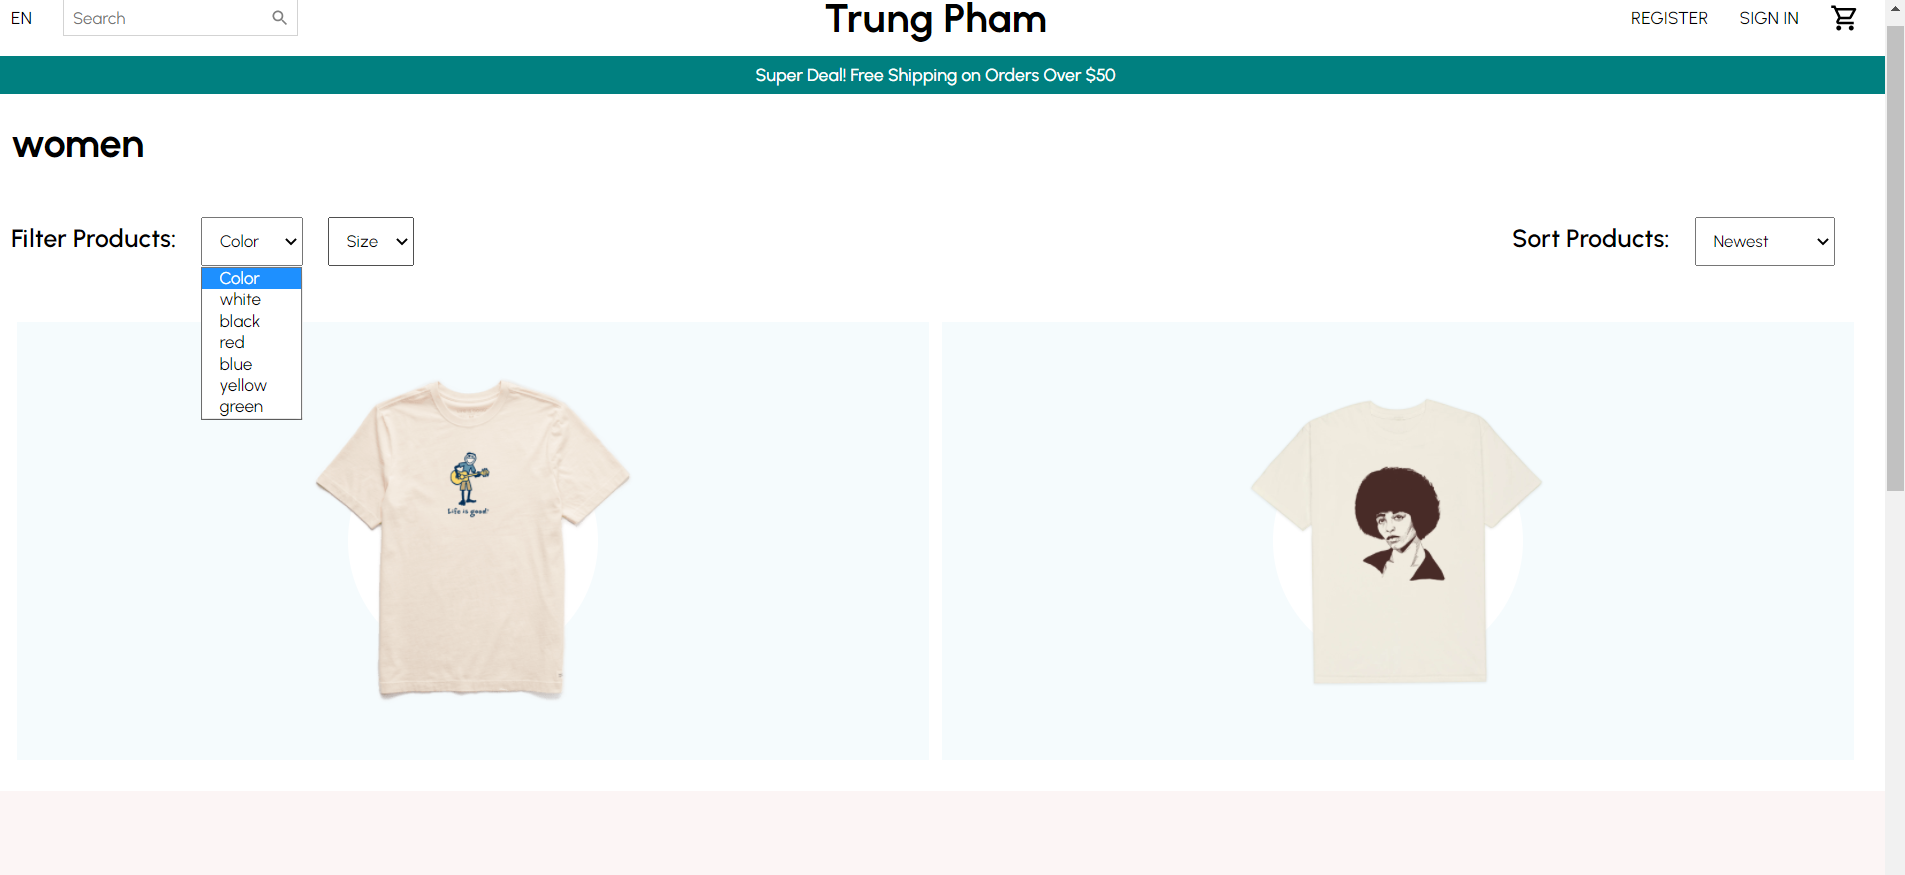 EN
Search
Trung Pham
REGISTER
SIGN IN
Super Deal! Free Shipping on Orders Over $50
women
Filter Products:
Color
Size
Sort Products:
Newest
Color
white
black
red
blue
yellow
green
Life is good